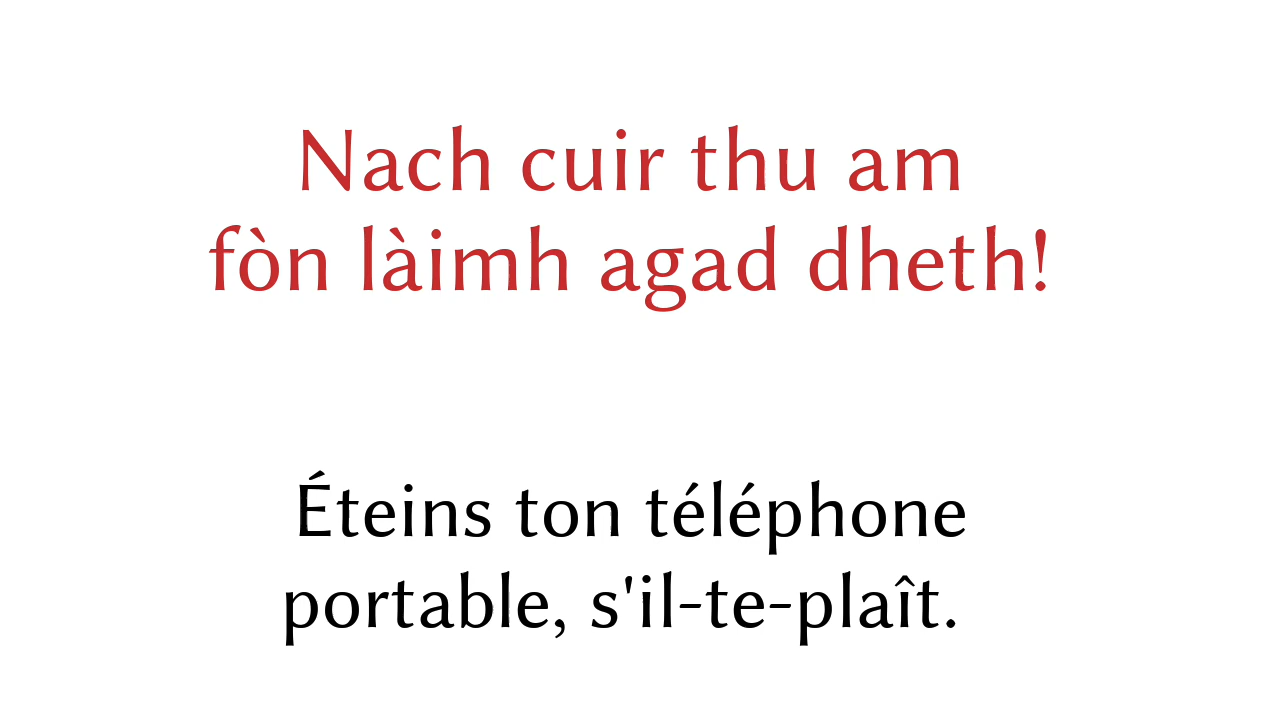 Nach cuir thu am
fòn làimh agad dheth!
Éteins ton téléphone
portable, s'il-te-plaît.